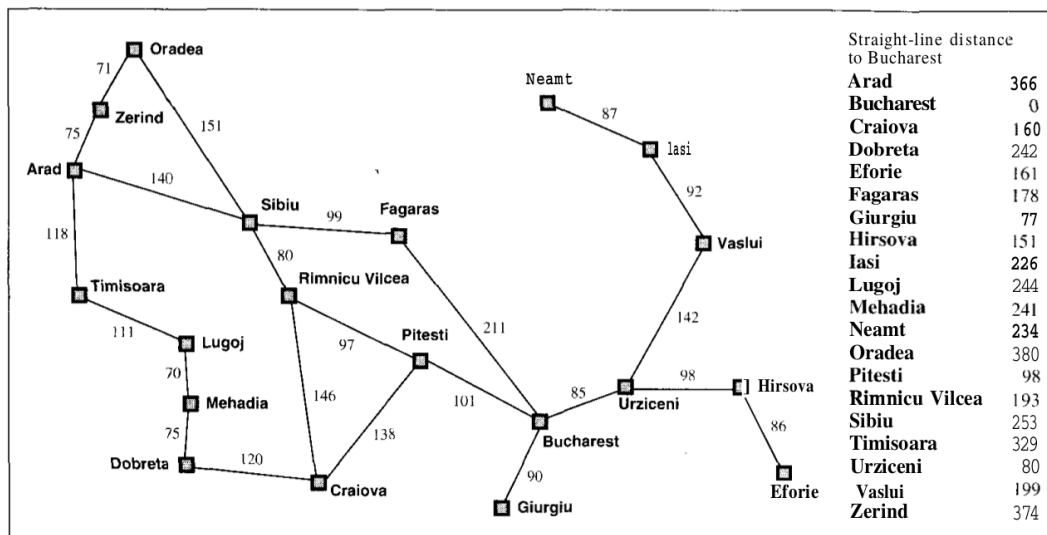 Oradea
71
Neamt
Zerind
87
151
75
Iasi
Arad
140
92
Sibiu
Fagaras
99
118
Vaslui
80
Timisoara
Rimnicu Vilcea
142
111
211
Pitesti
Lugoj
97
70
98
Hirsova
85
146
101
Urziceni
Mehadia
138
86
Bucharest
75
120
90
Dobreta
Craiova
Eforie
Giurgiu
Straight-line distance
to Bucharest
Arad 366
Bucharest 0
Craiova 160
Dobreta 242
Eforie 161
Fagaras 178
Giurgiu 77
Hirsova 151
Iasi 226
Lugoj 244
Mehadia 241
Neamt 234
Oradea 380
Pitesti 98
Rimnicu Vilcea 193
Sibiu 253
Timisoara 329
Urziceni 80
Vaslui 199
Zerind 374